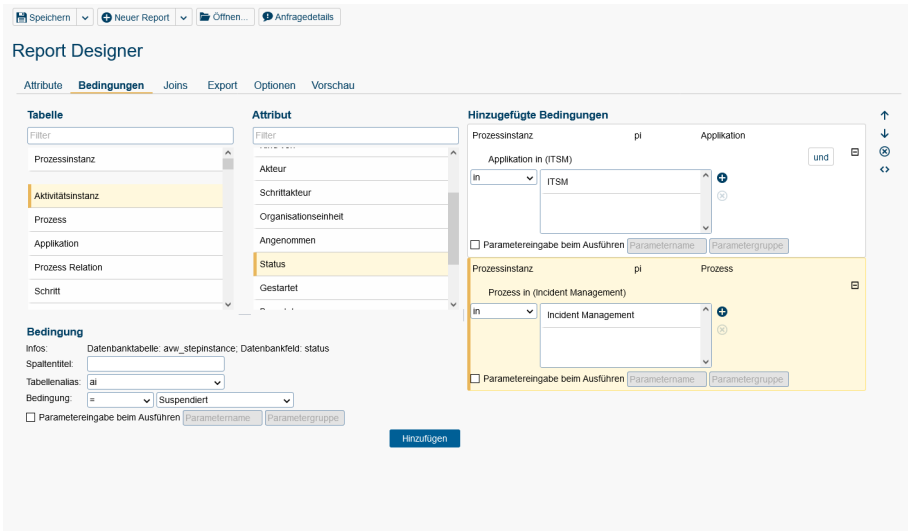 Speichern Neuer Report Öffnen... Anfragedetails
Report Designer
Attribute Bedingungen Joins Export Optionen Vorschau
Tabelle
Filter
Prozessinstanz
Aktivitätsinstanz
Prozess
Applikation
Prozess Relation
Schritt
Attribut
Filter
Akteur
Schrittakteur
Organisationseinheit
Angenommen
Status
Gestartet
Hinzugefügte Bedingungen
Prozessinstanz pi Applikation
Applikation in (ITSM) und
in ITSM
Parametereingabe beim Ausführen Parametername Parametergruppe
Prozessinstanz pi Prozess
Prozess in (Incident Management)
in Incident Management
Parametereingabe beim Ausführen Parametername Parametergruppe
Bedingung
Infos: Datenbanktabelle: avw_stepinstance; Datenbankfeld: status
Spaltentitel:
Tabellenalias: ai
Bedingung: = Suspendiert
Parametereingabe beim Ausführen Parametername Parametergruppe
Hinzufügen